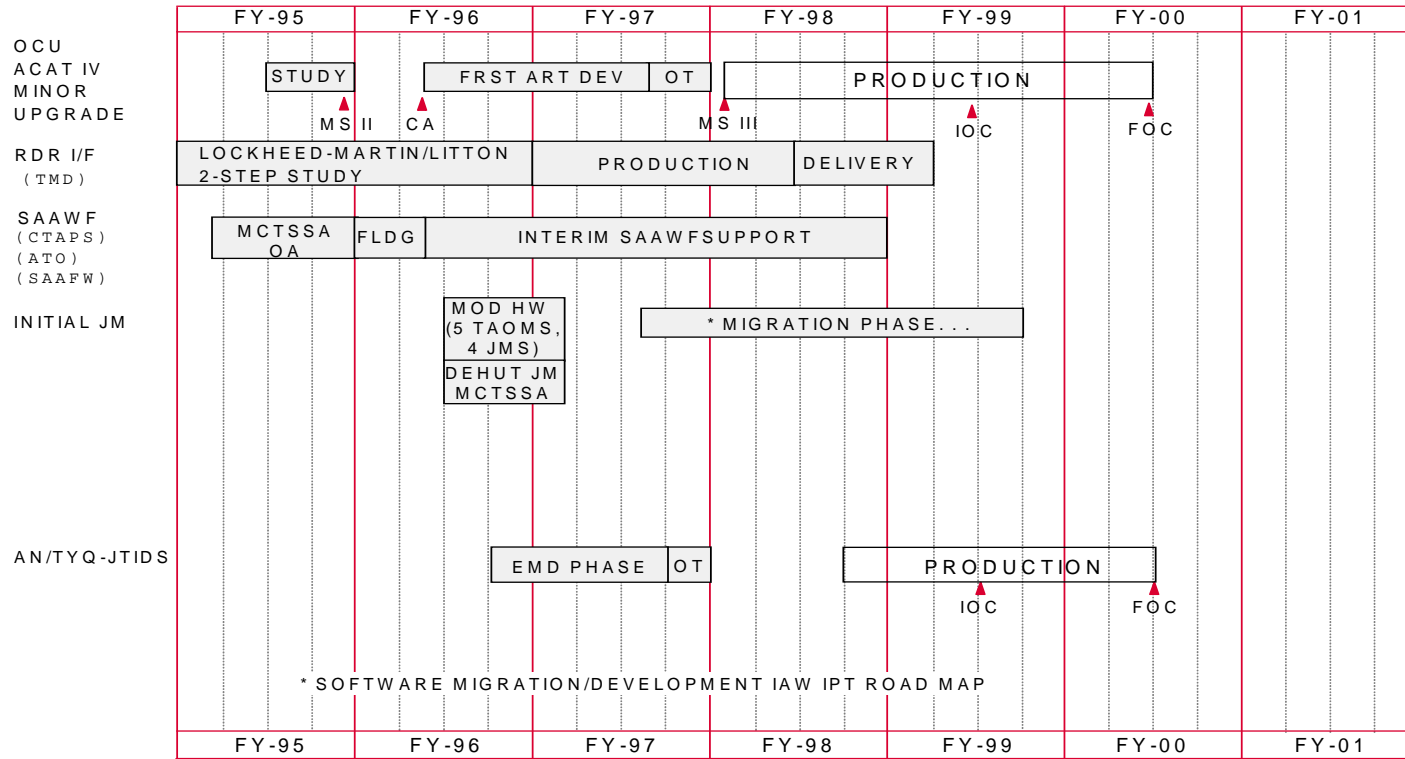 FY-95 FY-96 FY-97 FY-98 FY-99 FY-00 FY-01
OCU
ACAT IV
MINOR
UPGRADE
STUDY
FRST ART DEV
OT
PRODUCTION
MS II
CA
MS III
IOC
FOC
RDR I/F
(TMD)
LOCKHEED-MARTIN/LITTON
2-STEP STUDY
PRODUCTION
DELIVERY
SAAWF
(CTAPS)
(ATO)
(SAAFW)
MCTSSA
OA
FLDG
INTERIM SAAWFSUPPORT
INITIAL JM
MOD HW
(5 TAOMS,
4 JMS)
DEHUT JM
MCTSSA
* MIGRATION PHASE...
AN/TYQ-JTIDS
EMD PHASE
OT
PRODUCTION
IOC
FOC
* SOFTWARE MIGRATION/DEVELOPMENT IAW IPT ROAD MAP
FY-95 FY-96 FY-97 FY-98 FY-99 FY-00 FY-01